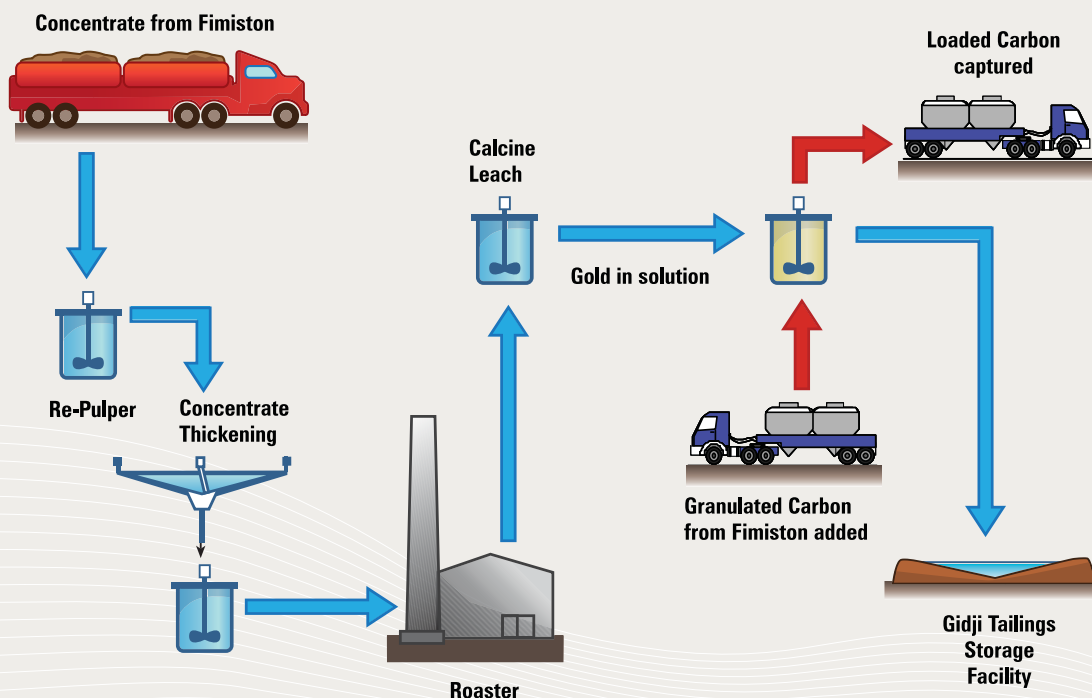 Concentrate from Fimiston
Loaded Carbon
captured
Calcine
Leach
Gold in solution
Re-Pulper
Concentrate
Thickening
Granulated Carbon
from Fimiston added
Gidji Tailings
Storage
Facility
Roaster